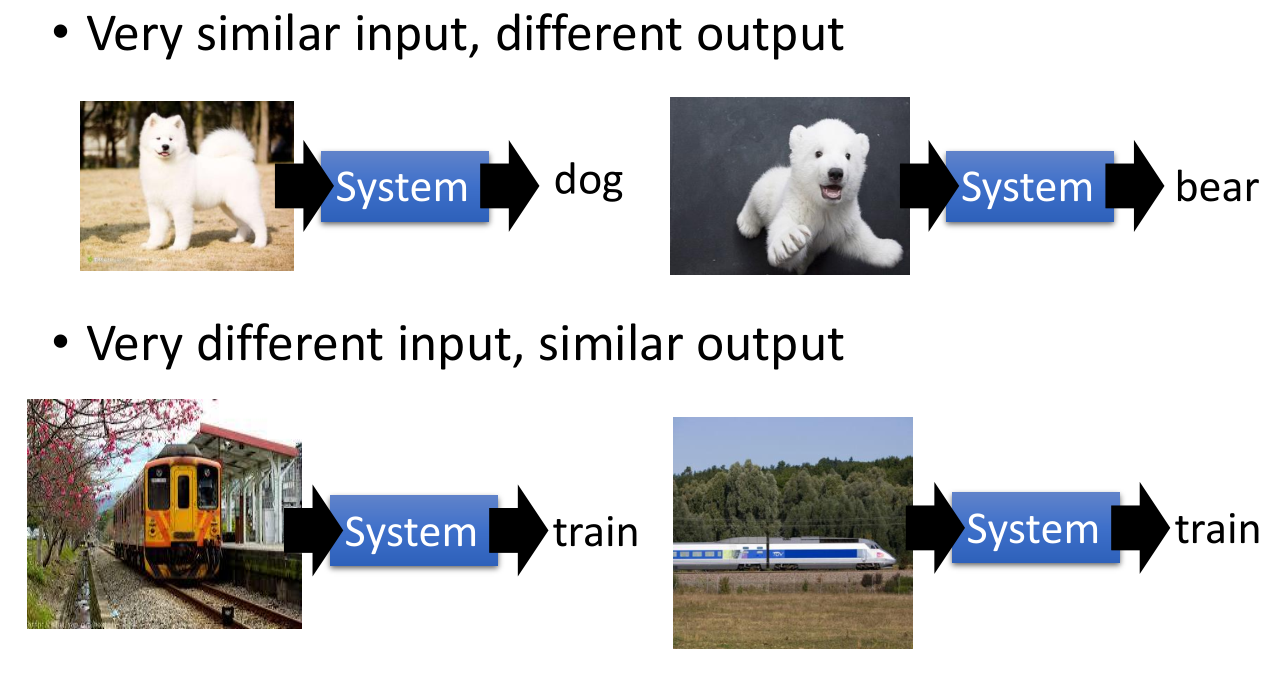 • Very similar input, different output
System
dog
System
bear
• Very different input, similar output
System
train
System
train